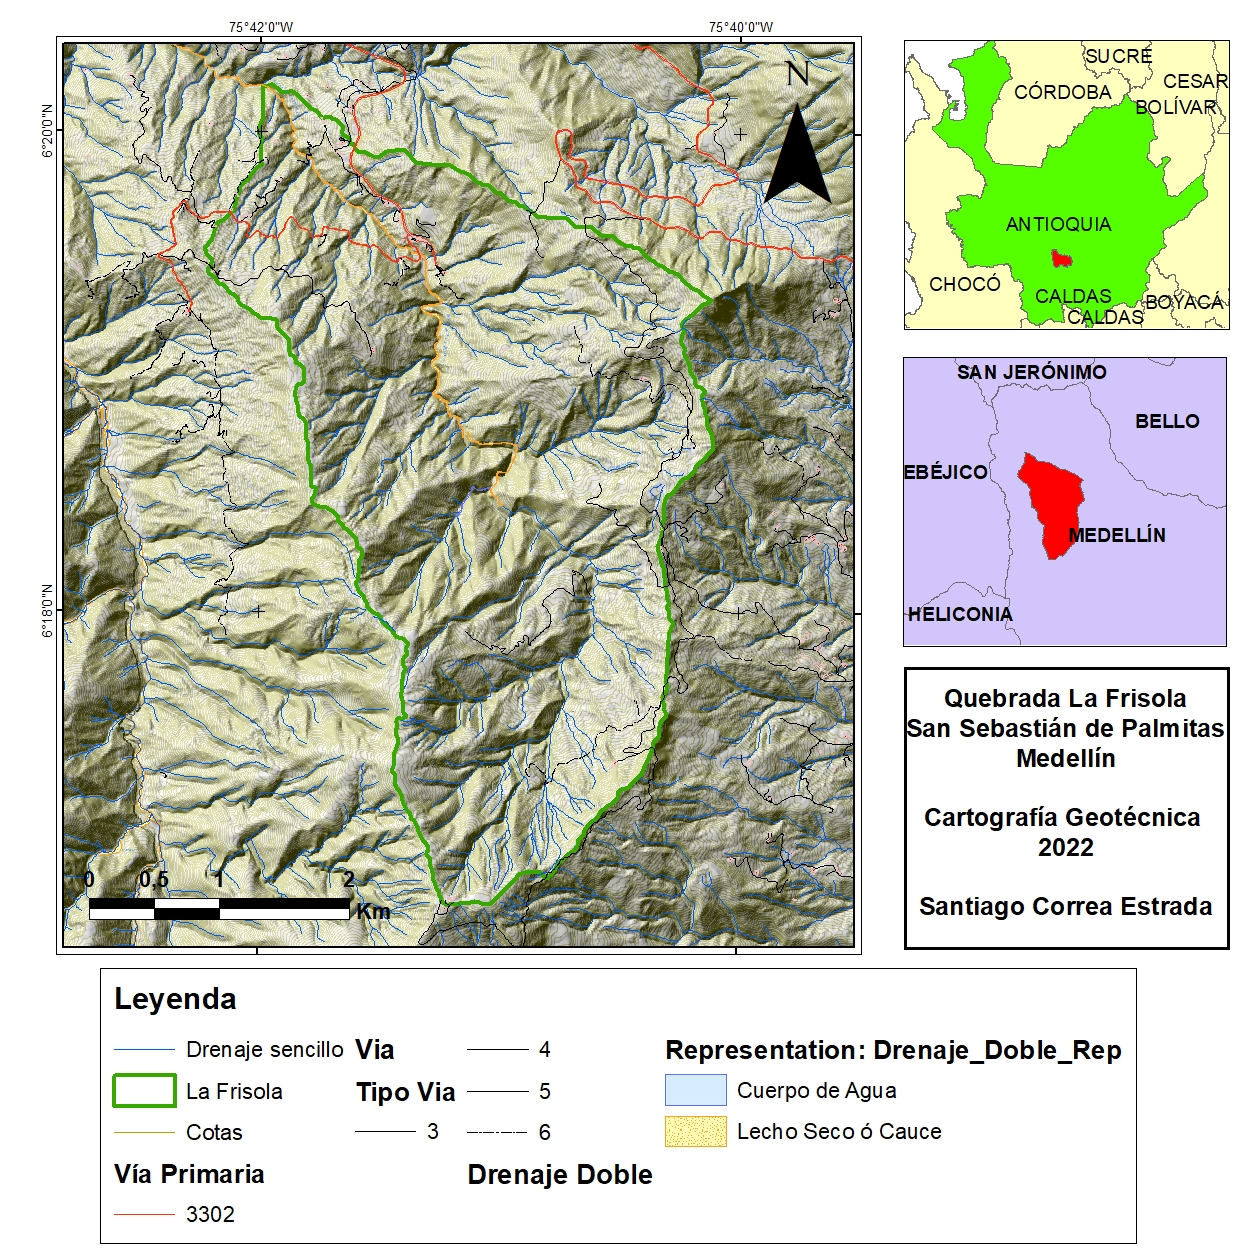 75°42'0"W
75°40'0"W
6°20'0"N
6°18'0"N
N
0 0,5 1 2
Km
SUCRE
CESAR
CÓRDOBA
BOLÍVAR
ANTIOQUIA
CHOCÓ
CALDAS
BOYACÁ
CALDAS
SAN JERÓNIMO
BELLO
EBÉJICO
MEDELLÍN
HELICONIA
Quebrada La Frisola
San Sebastián de Palmitas
Medellín
Cartografía Geotécnica
2022
Santiago Correa Estrada
Leyenda
Drenaje sencillo
La Frisola
Cotas
Vía Primaria
3302
Via
Tipo Via
3
4
5
6
Drenaje Doble
Representation: Drenaje_Doble_Rep
Cuerpo de Agua
Lecho Seco ó Cauce